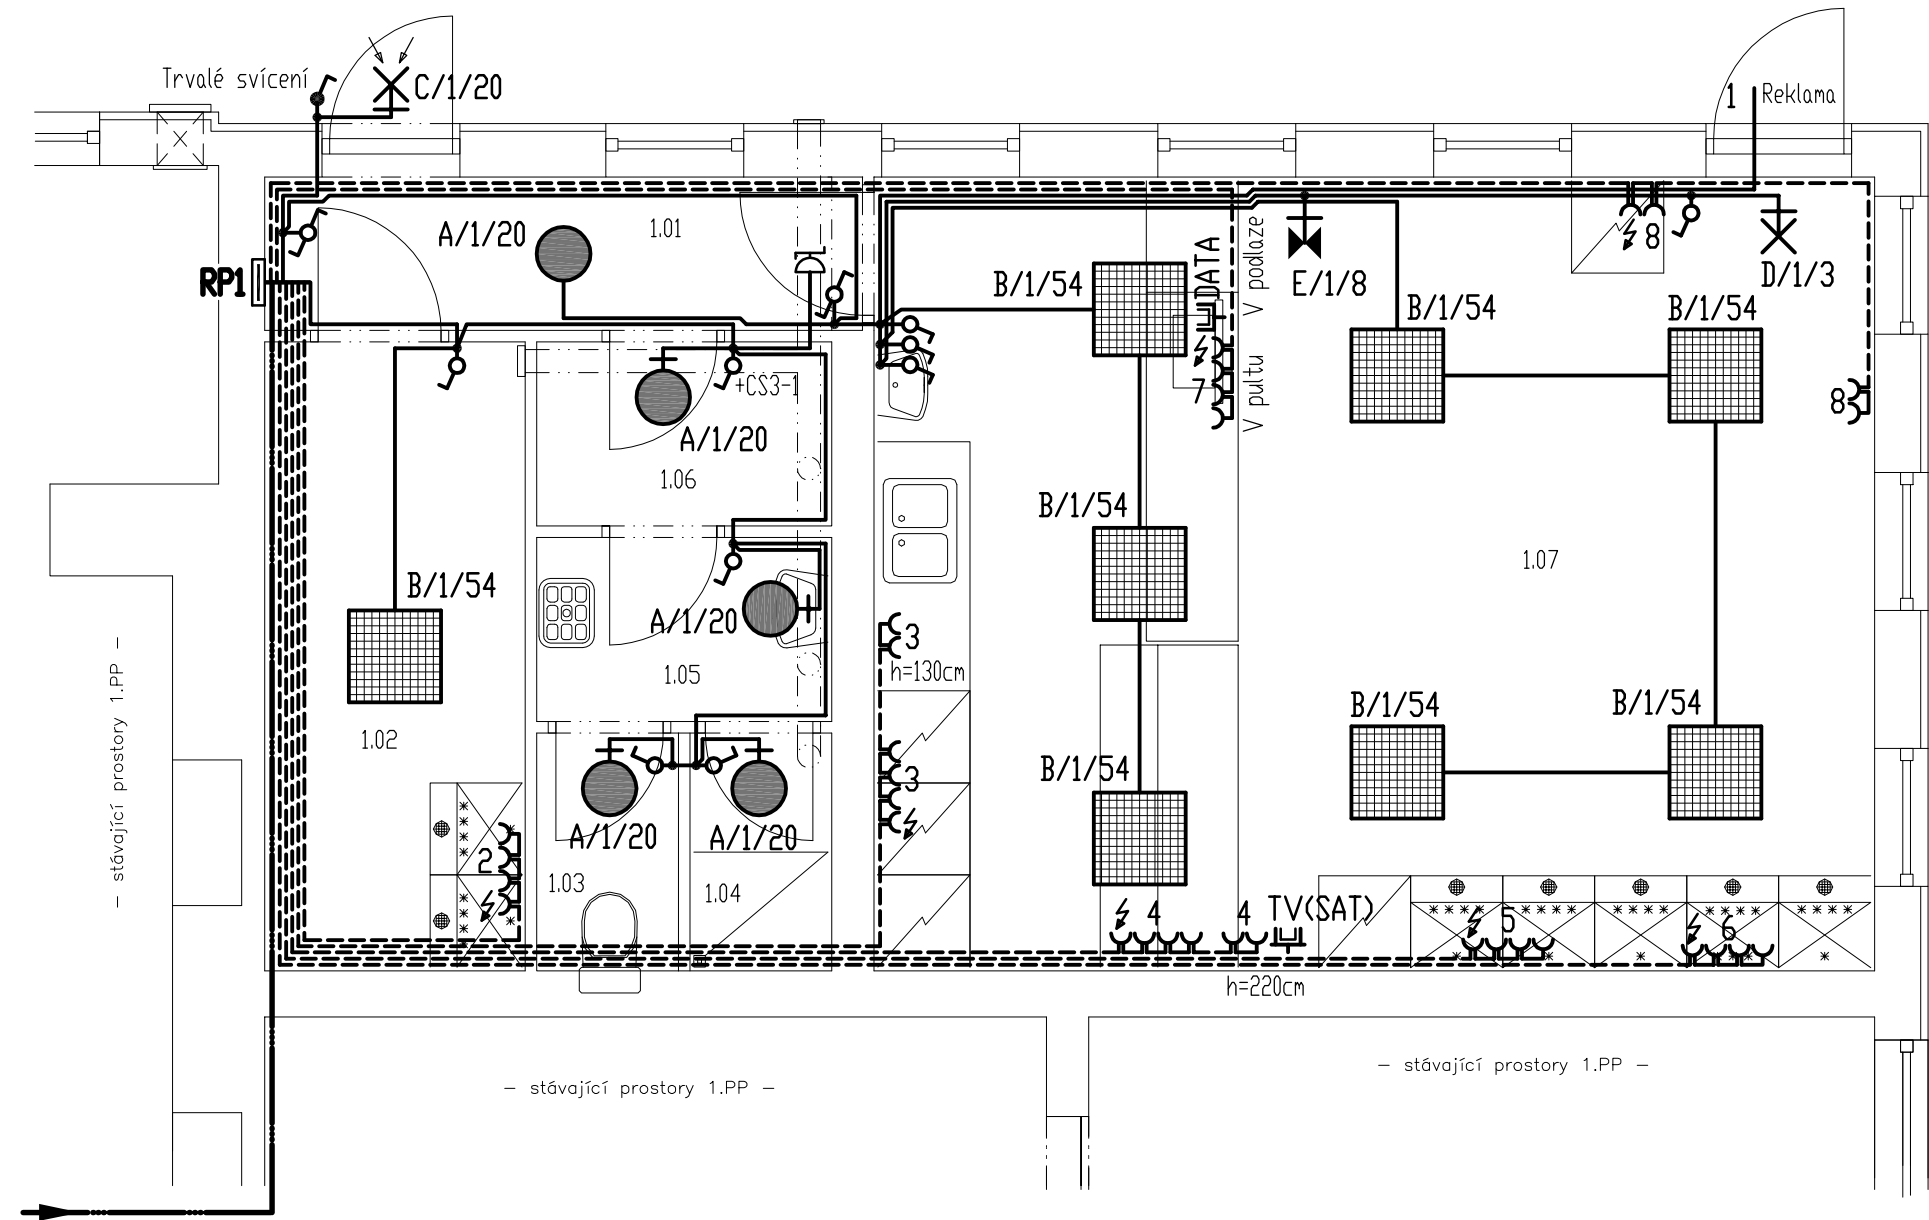 Trvalé svícení
C/1/20
1
Reklama
A/1/20
1.01
RP1
B/1/54
DATA
V podlaze
E/1/8
8
D/1/3
B/1/54
B/1/54
+CS3-1
7
V pultu
8
A/1/20
1.06
B/1/54
1.07
B/1/54
A/1/20
3
h=130cm
1.05
- stávající prostory 1.PP -
1.02
B/1/54
B/1/54
B/1/54
3
A/1/20
A/1/20
2
1.03
1.04
4
4
TV(SAT)
5
6
h=220cm
- stávající prostory 1.PP -
- stávající prostory 1.PP -